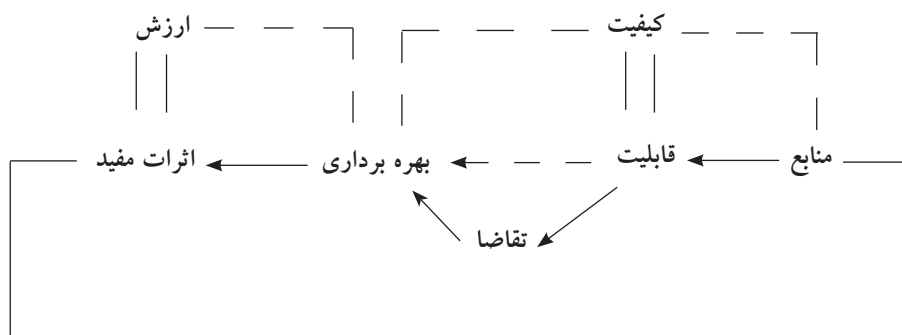 کیفیت
ارزش
منابع
قابلیت
بهره برداری
اثرات مفید
تقاضا